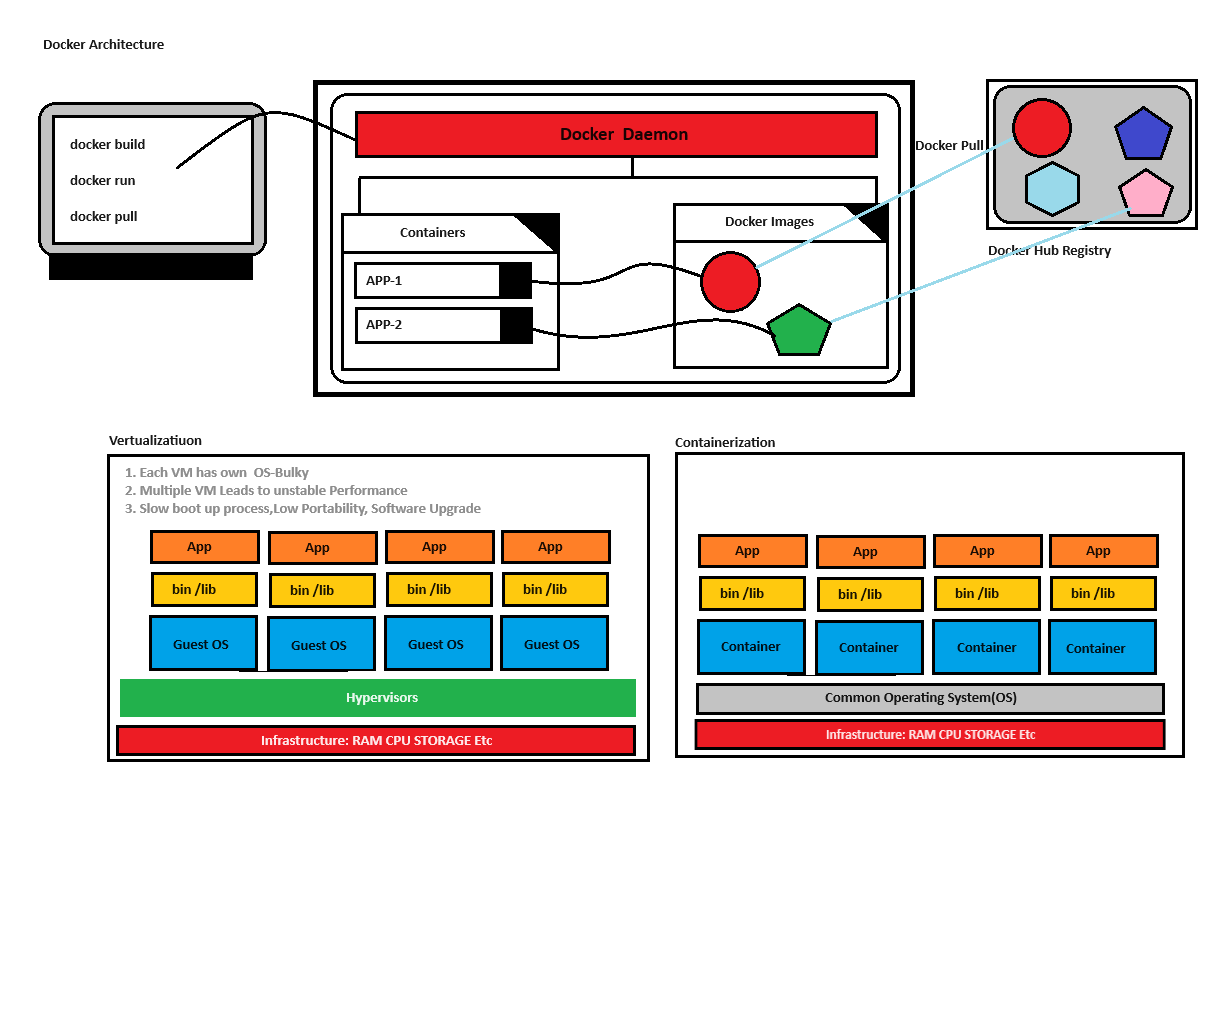 Docker Architecture
docker build
docker run
docker pull
Docker Daemon
Containers
APP-1
APP-2
Docker Images
Docker Pull
Docker Hub Registry
Vertualizatiuon
1. Each VM has own OS-Bulky
2. Multiple VM Leads to unstable Performance
3. Slow boot up process,Low Portability, Software Upgrade
App App App App
bin /lib bin /lib bin /lib bin /lib
Guest OS Guest OS Guest OS Guest OS
Hypervisors
Infrastructure: RAM CPU STORAGE Etc
Containerization
App App App App
bin /lib bin /lib bin /lib bin /lib
Container Container Container Container
Common Operating System(OS)
Infrastructure: RAM CPU STORAGE Etc